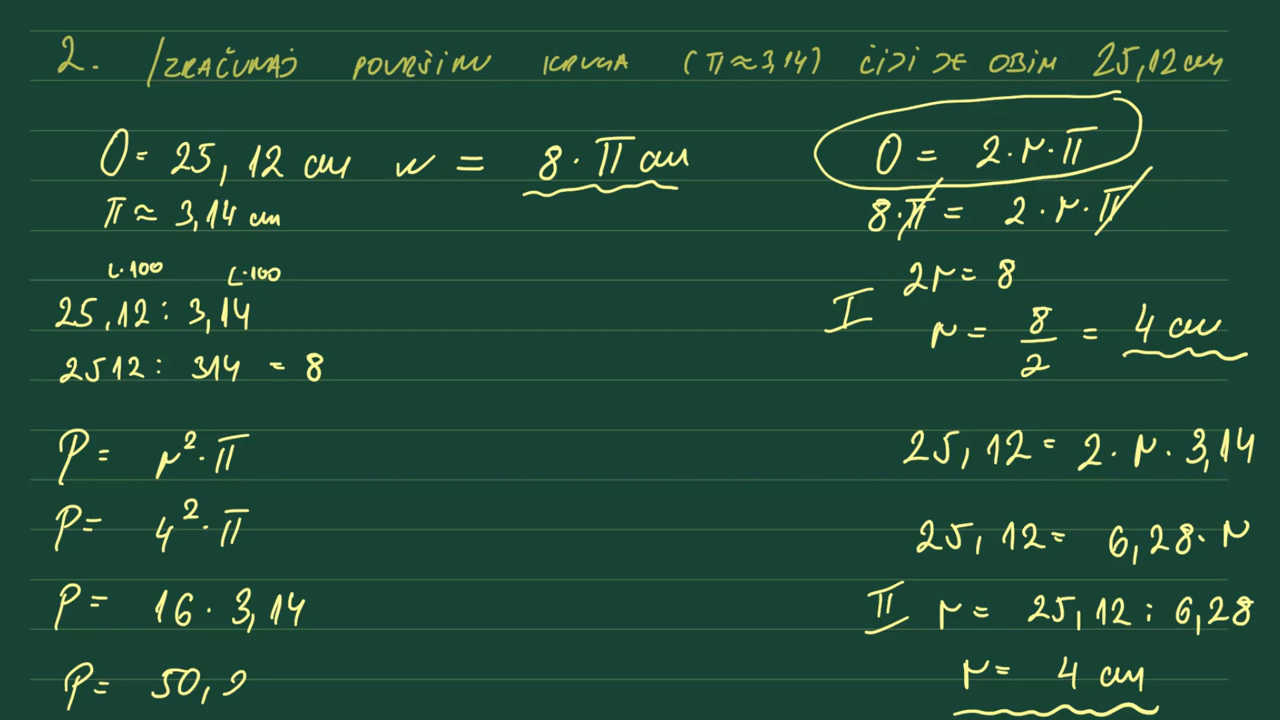 2. IZRAČUNAJ POVRŠINU KRUGA (π≈3,14) ČIJI JE OBIM 25,12cm
O= 25,12 cm = 8·π cm
π≈ 3,14 cm
(·100 (·100
25,12 : 3,14
2512 : 314 = 8
P= r²·π
P= 4²·π
P= 16·3,14
P= 50,
O = 2·r·π
8·π = 2·r·π
2r= 8
I r= 8/2 = 4 cm
25,12 = 2·r·3,14
25,12= 6,28·r
II r= 25,12 : 6,28
r= 4 cm